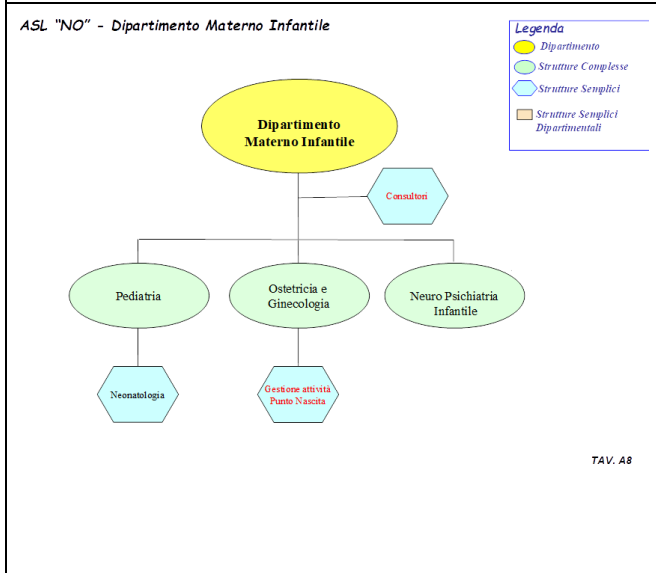 ASL "NO" - Dipartimento Materno Infantile
Legenda
Dipartimento
Strutture Complesse
Strutture Semplici
Strutture Semplici
Dipartimentali
Dipartimento
Materno Infantile
Consultori
Pediatria
Ostetricia e
Ginecologia
Neuro Psichiatria
Infantile
Neonatologia
Gestione attività
Punto Nascita
TAV. A8